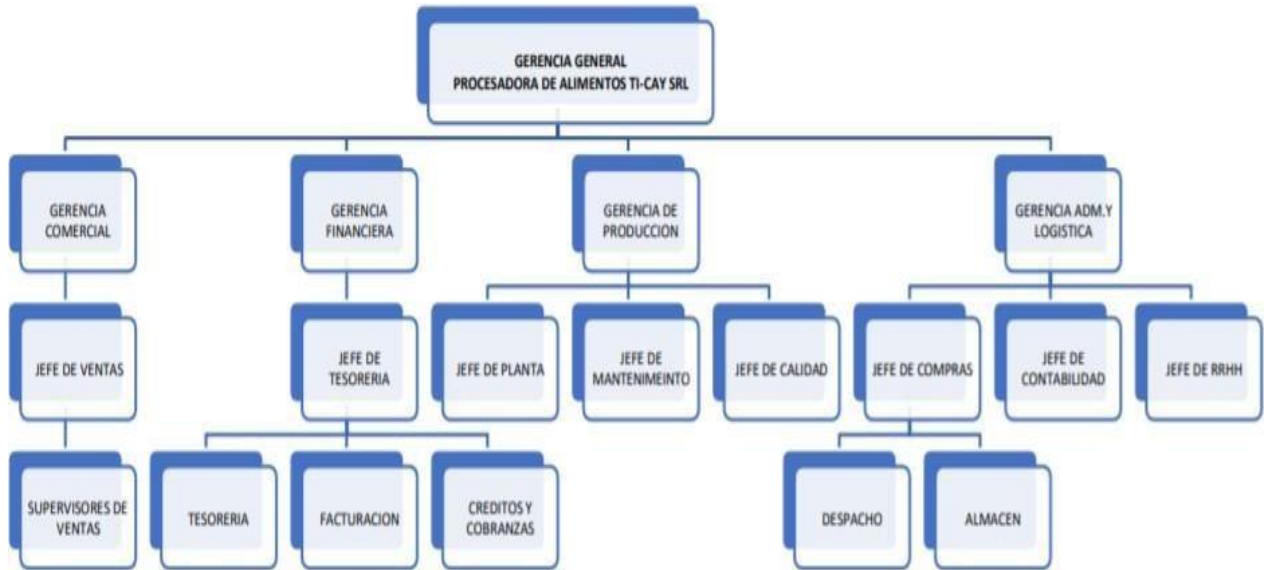 GERENCIA GENERAL
PROCESADORA DE ALIMENTOS TI-CAY SRL
GERENCIA
COMERCIAL
GERENCIA
FINANCIERA
GERENCIA DE
PRODUCCION
GERENCIA ADM.Y
LOGISTICA
JEFE DE VENTAS
JEFE DE
TESORERIA
JEFE DE PLANTA
JEFE DE
MANTENIMEINTO
JEFE DE CALIDAD
JEFE DE COMPRAS
JEFE DE
CONTABILIDAD
JEFE DE RRHH
SUPERVISORES DE
VENTAS
TESORERIA
FACTURACION
CREDITOS Y
COBRANZAS
DESPACHO
ALMACEN